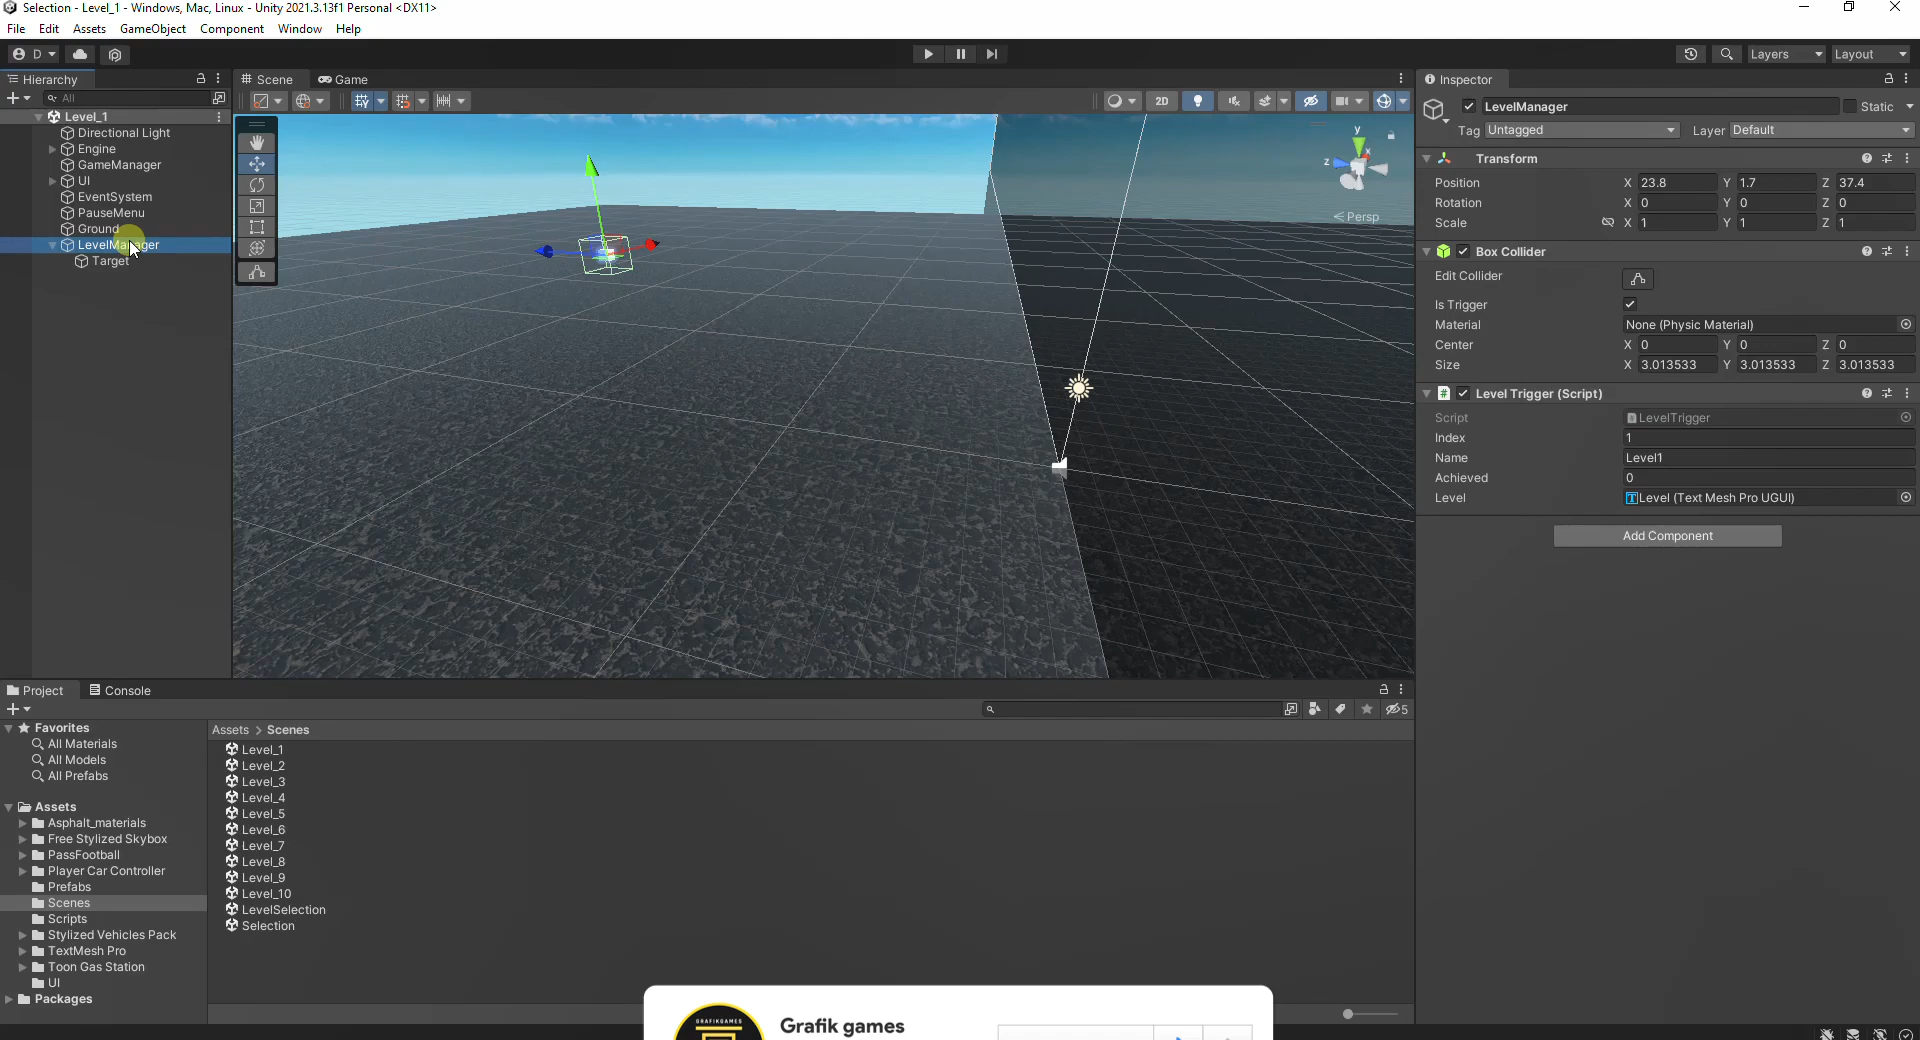 Selection - Level_1 - Windows, Mac, Linux - Unity 2021.3.13f1 Personal <DX11>
File Edit Assets GameObject Component Window Help
D
Layers
Layout
Hierarchy
All
Level_1
Directional Light
Engine
GameManager
UI
EventSystem
PauseMenu
Ground
LevelManager
Target
Scene
Game
2D
y
x
z
Persp
Inspector
LevelManager
Static
Tag Untagged
Layer Default
Transform
Position X 23.8 Y 1.7 Z 37.4
Rotation X 0 Y 0 Z 0
Scale X 1 Y 1 Z 1
Box Collider
Edit Collider
Is Trigger
Material None (Physic Material)
Center X 0 Y 0 Z 0
Size X 3.013533 Y 3.013533 Z 3.013533
Level Trigger (Script)
Script LevelTrigger
Index 1
Name Level1
Achieved 0
Level Level (Text Mesh Pro UGUI)
Add Component
Project
Console
5
Favorites
All Materials
All Models
All Prefabs
Assets
Asphalt_materials
Free Stylized Skybox
PassFootball
Player Car Controller
Prefabs
Scenes
Scripts
Stylized Vehicles Pack
TextMesh Pro
Toon Gas Station
UI
Packages
Assets > Scenes
Level_1
Level_2
Level_3
Level_4
Level_5
Level_6
Level_7
Level_8
Level_9
Level_10
LevelSelection
Selection
GRAFIKGAMES
Grafik games